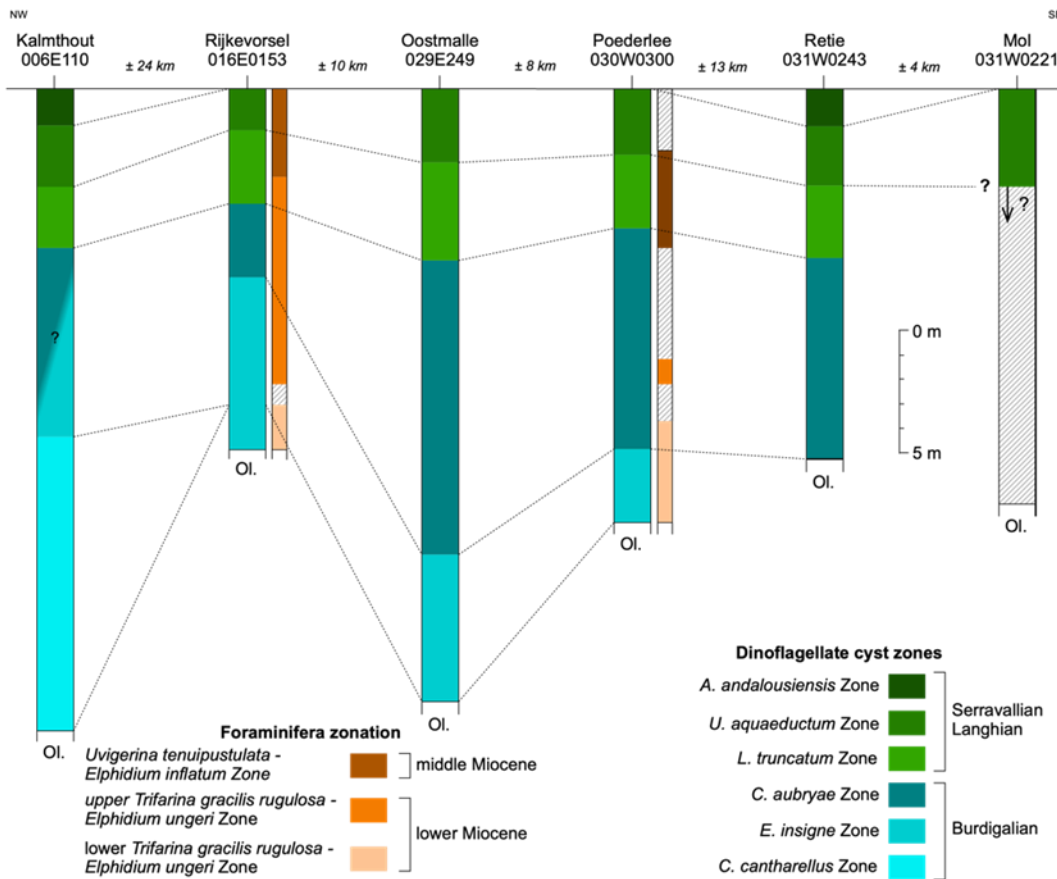 NW
SE
Kalmthout
006E110
± 24 km
Rijkevorsel
016E0153
± 10 km
Oostmalle
029E249
± 8 km
Poederlee
030W0300
± 13 km
Retie
031W0243
± 4 km
Mol
031W0221
?
?
?
0 m
5 m
Ol.
Ol.
Ol.
Ol.
Ol.
Ol.
Foraminifera zonation
Uvigerina tenuipustulata -
Elphidium inflatum Zone
middle Miocene
upper Trifarina gracilis rugulosa -
Elphidium ungeri Zone
lower Miocene
lower Trifarina gracilis rugulosa -
Elphidium ungeri Zone
Dinoflagellate cyst zones
A. andalousiensis Zone
U. aquaeductum Zone
L. truncatum Zone
Serravallian
Langhian
C. aubryae Zone
E. insigne Zone
C. cantharellus Zone
Burdigalian